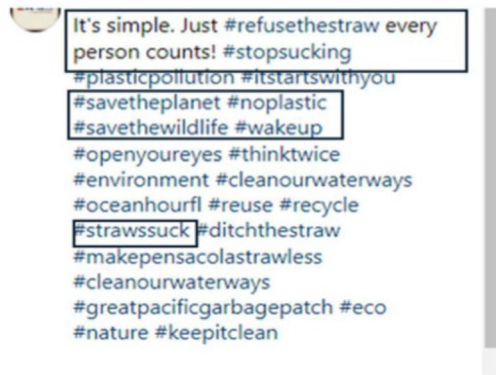 It's simple. Just #refusethestraw every
person counts! #stopsucking
#plasticpollution #itstartswithyou
#savetheplanet #noplastic
#savethewildlife #wakeup
#openyoureyes #thinktwice
#environment #cleanourwaterways
#oceanhourfl #reuse #recycle
#strawssuck #ditchthestraw
#makepensacolastrawless
#cleanourwaterways
#greatpacificgarbagepatch #eco
#nature #keepitclean